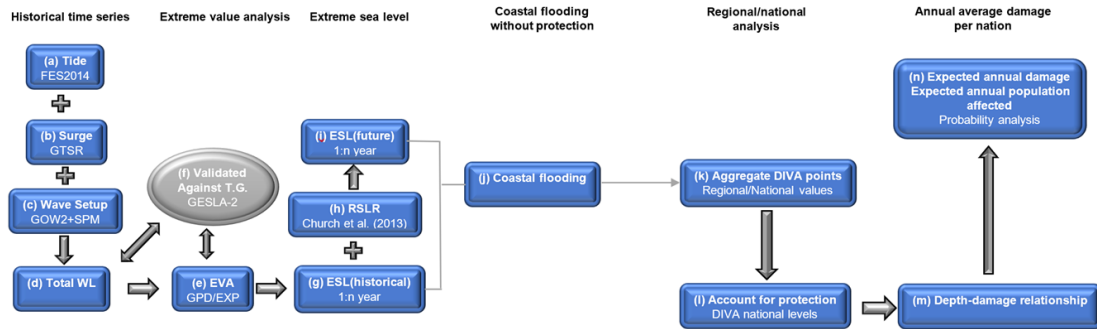 Historical time series
Extreme value analysis
Extreme sea level
Coastal flooding
without protection
Regional/national
analysis
Annual average damage
per nation
(a) Tide
FES2014
(b) Surge
GTSR
(c) Wave Setup
GOW2+SPM
(d) Total WL
(f) Validated
Against T.G.
GESLA-2
(e) EVA
GPD/EXP
(i) ESL(future)
1:n year
(h) RSLR
Church et al. (2013)
(g) ESL(historical)
1:n year
(j) Coastal flooding
(k) Aggregate DIVA points
Regional/National values
(l) Account for protection
DIVA national levels
(m) Depth-damage relationship
(n) Expected annual damage
Expected annual population
affected
Probability analysis